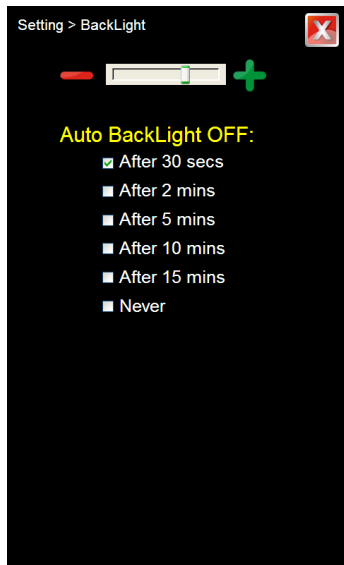 Setting > BackLight
X
Auto BackLight OFF:
After 30 secs
After 2 mins
After 5 mins
After 10 mins
After 15 mins
Never